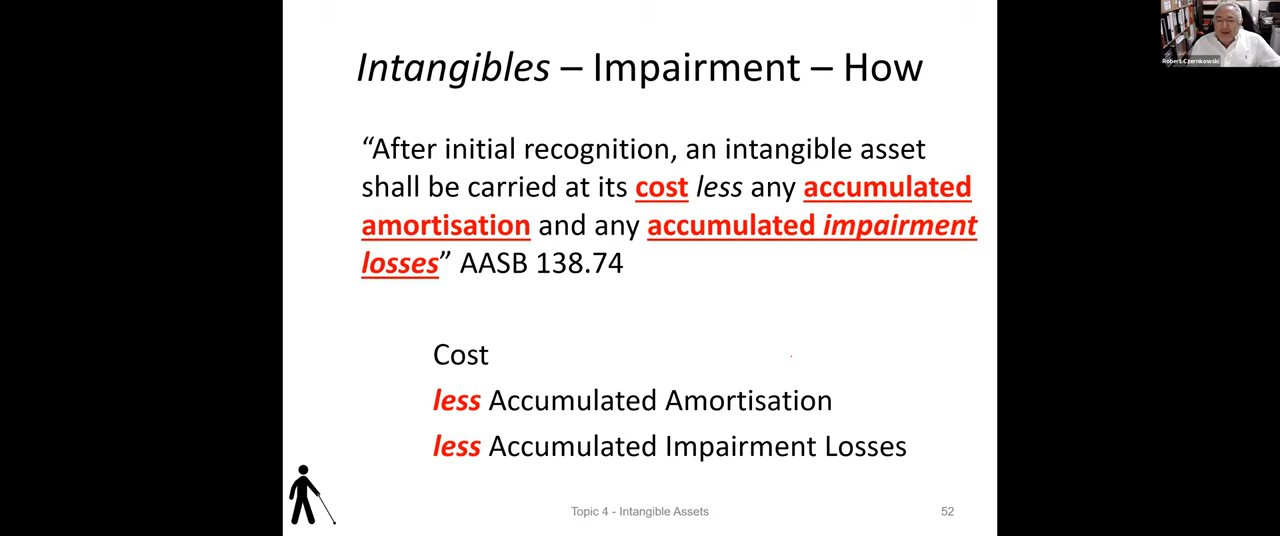 Intangibles – Impairment – How
Robert Czernkowski
“After initial recognition, an intangible asset
shall be carried at its cost less any accumulated
amortisation and any accumulated impairment
losses” AASB 138.74
Cost
less Accumulated Amortisation
less Accumulated Impairment Losses
Topic 4 - Intangible Assets
52